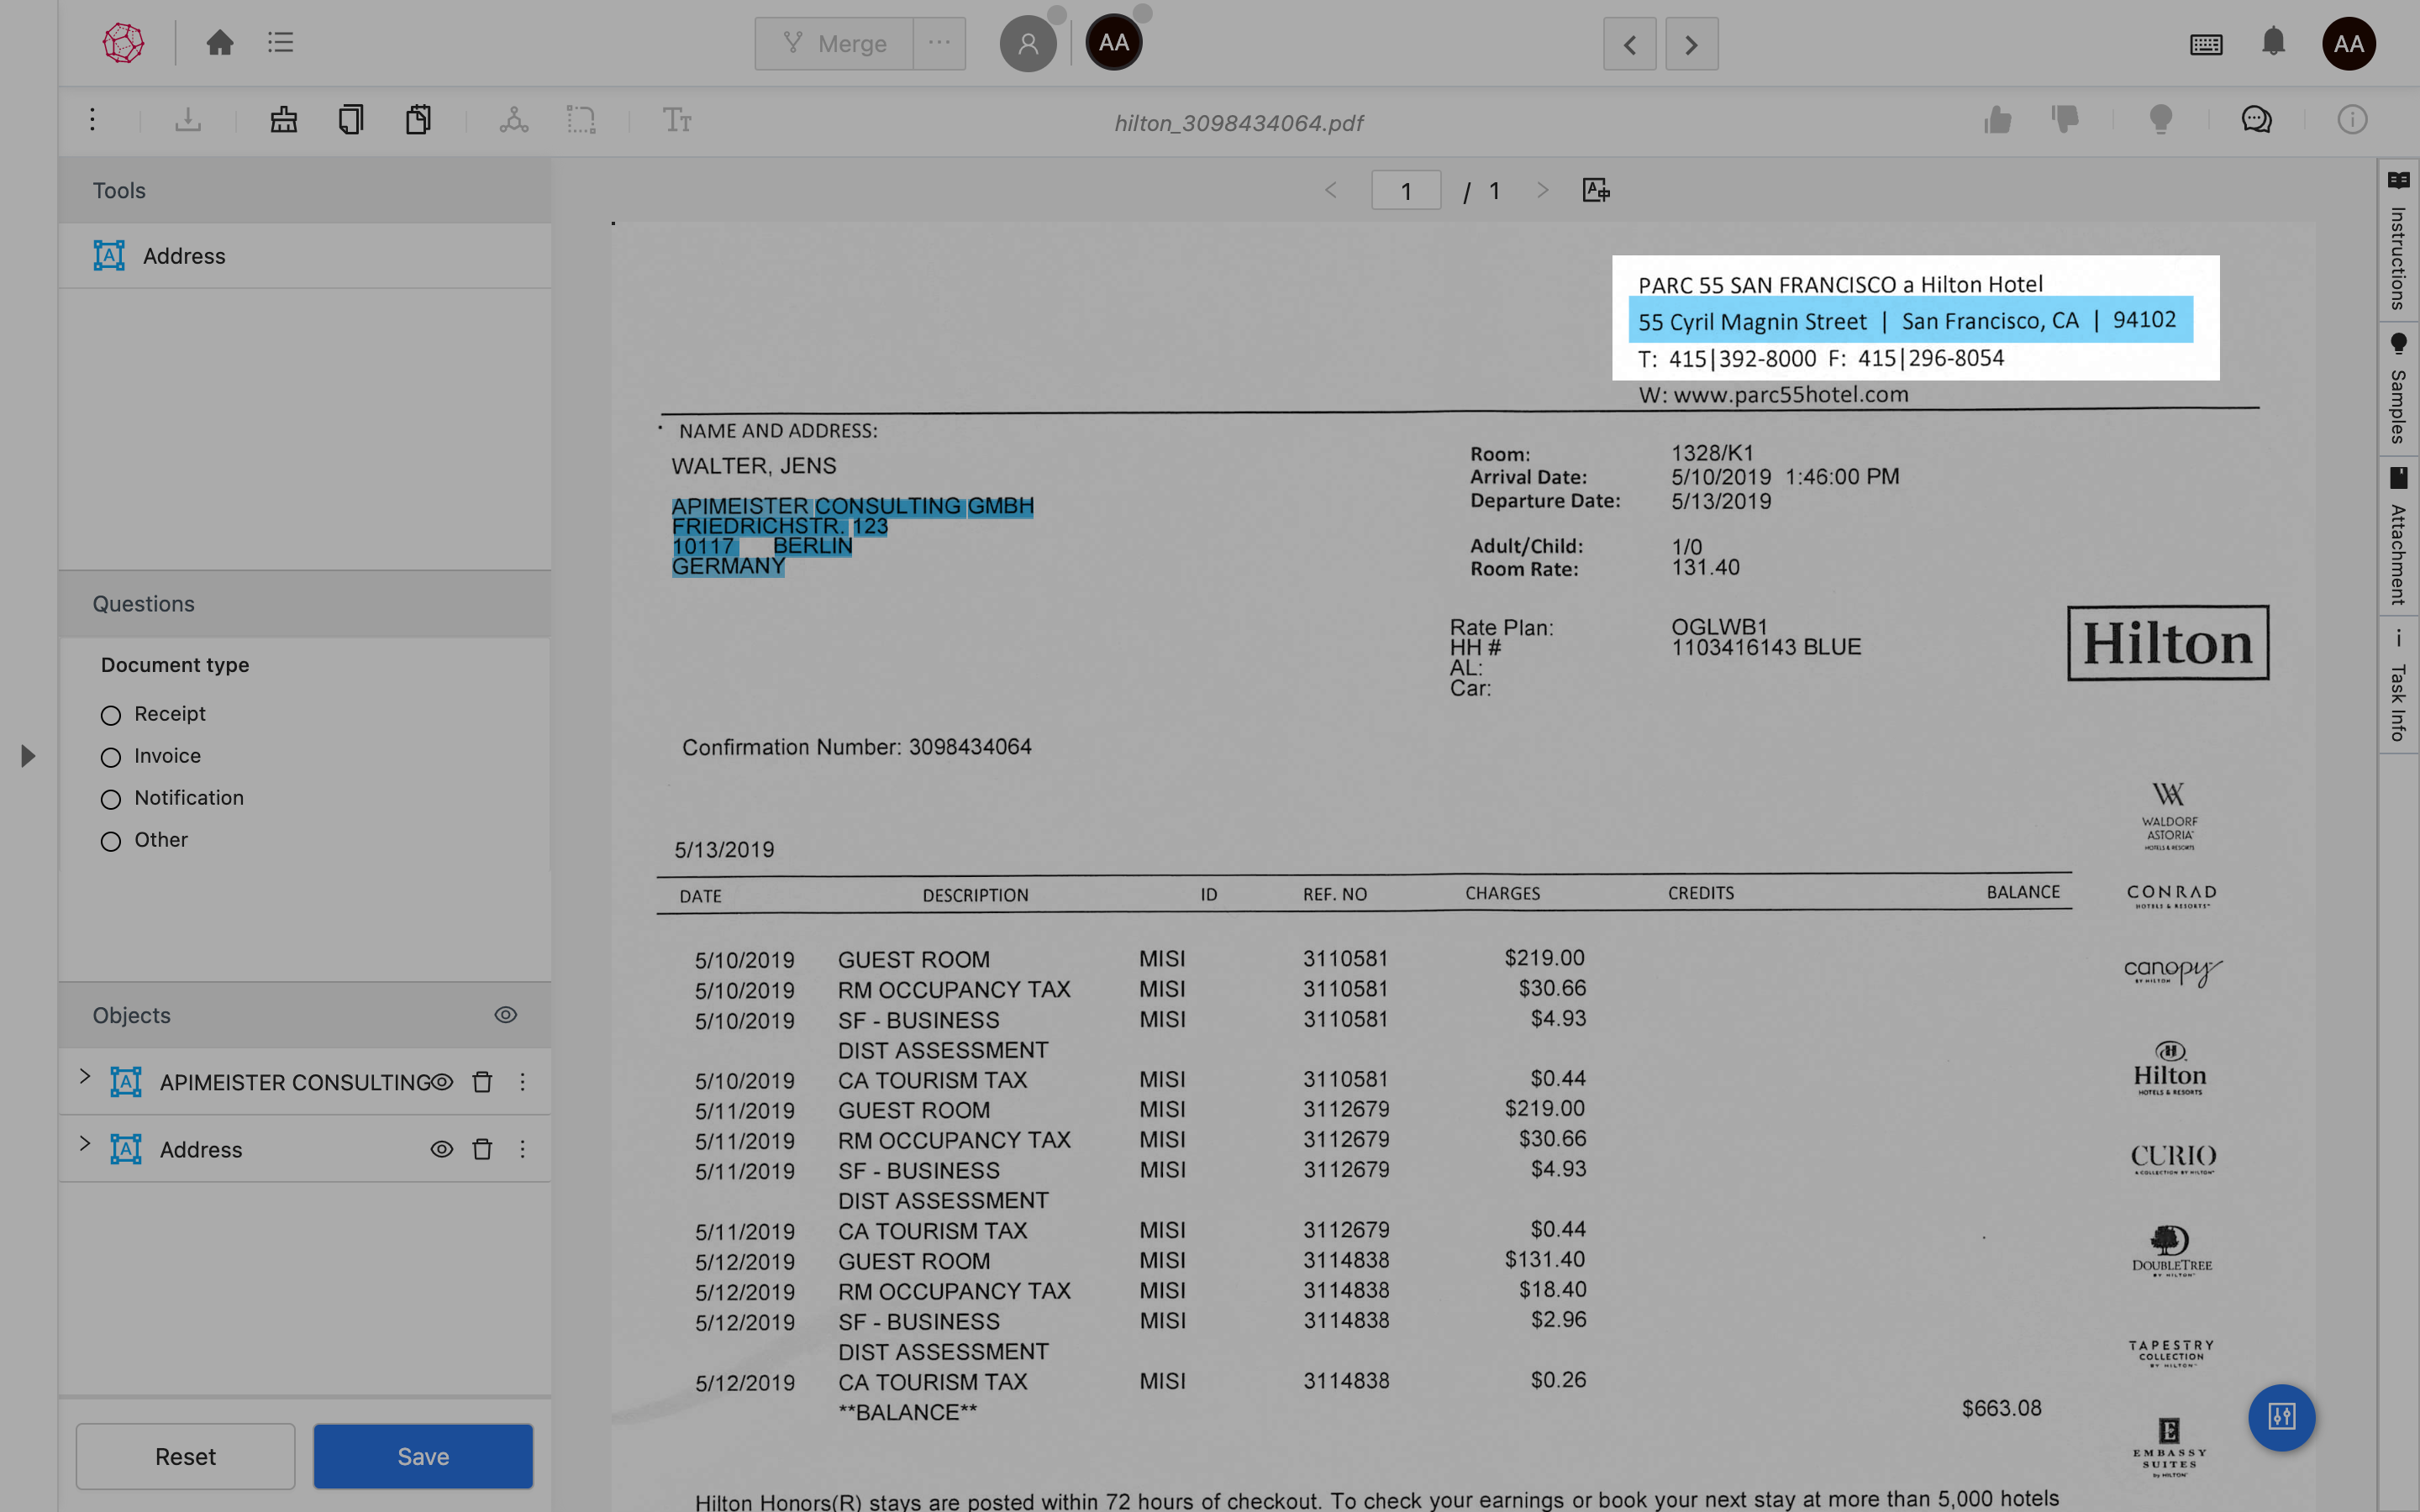 Merge
...
AA
AA
hilton_3098434064.pdf
Tools
Address
Questions
Document type
Receipt
Invoice
Notification
Other
Objects
APIMEISTER CONSULTING
Address
Reset
Save
1 / 1
PARC 55 SAN FRANCISCO a Hilton Hotel
55 Cyril Magnin Street | San Francisco, CA | 94102
T: 415|392-8000 F: 415|296-8054
W: www.parc55hotel.com
NAME AND ADDRESS:
WALTER, JENS
APIMEISTER CONSULTING GMBH
FRIEDRICHSTR. 123
10117 BERLIN
GERMANY
Room: 1328/K1
Arrival Date: 5/10/2019 1:46:00 PM
Departure Date: 5/13/2019
Adult/Child: 1/0
Room Rate: 131.40
Rate Plan: OGLWB1
HH # 1103416143 BLUE
AL:
Car:
Hilton
Confirmation Number: 3098434064
5/13/2019
DATE DESCRIPTION ID REF. NO CHARGES CREDITS BALANCE
5/10/2019 GUEST ROOM MISI 3110581 $219.00
5/10/2019 RM OCCUPANCY TAX MISI 3110581 $30.66
5/10/2019 SF - BUSINESS MISI 3110581 $4.93
DIST ASSESSMENT
5/10/2019 CA TOURISM TAX MISI 3110581 $0.44
5/11/2019 GUEST ROOM MISI 3112679 $219.00
5/11/2019 RM OCCUPANCY TAX MISI 3112679 $30.66
5/11/2019 SF - BUSINESS MISI 3112679 $4.93
DIST ASSESSMENT
5/11/2019 CA TOURISM TAX MISI 3112679 $0.44
5/12/2019 GUEST ROOM MISI 3114838 $131.40
5/12/2019 RM OCCUPANCY TAX MISI 3114838 $18.40
5/12/2019 SF - BUSINESS MISI 3114838 $2.96
DIST ASSESSMENT
5/12/2019 CA TOURISM TAX MISI 3114838 $0.26
**BALANCE** $663.08
Hilton Honors(R) stays are posted within 72 hours of checkout. To check your earnings or book your next stay at more than 5,000 hotels
WALDORF
ASTORIA
HOTELS & RESORTS
CONRAD
HOTELS & RESORTS
canopy
BY HILTON
Hilton
HOTELS & RESORTS
CURIO
A COLLECTION BY HILTON
DOUBLETREE
BY HILTON
TAPESTRY
COLLECTION
BY HILTON
E
EMBASSY
SUITES
by HILTON
Instructions
Samples
Attachment
Task Info